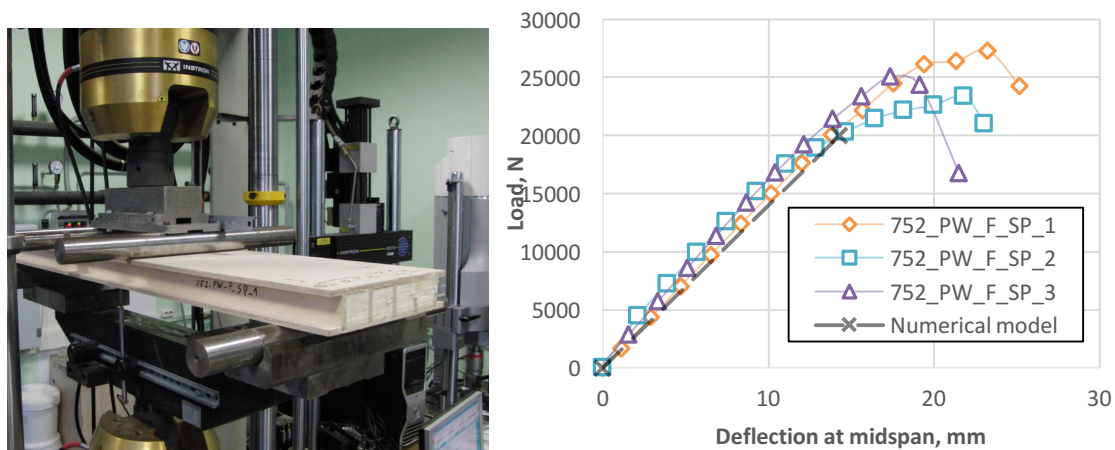 INSTRON
INSTRON
752_PW_F_SP_1
30000
25000
20000
15000
10000
5000
0
Load, N
752_PW_F_SP_1
752_PW_F_SP_2
752_PW_F_SP_3
Numerical model
0 10 20 30
Deflection at midspan, mm